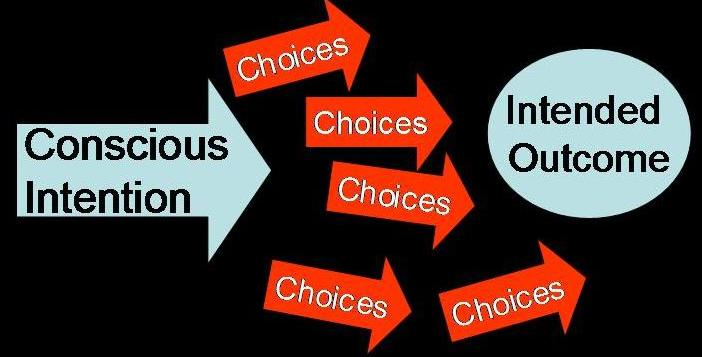 Conscious
Intention
Choices
Choices
Choices
Choices
Choices
Intended
Outcome